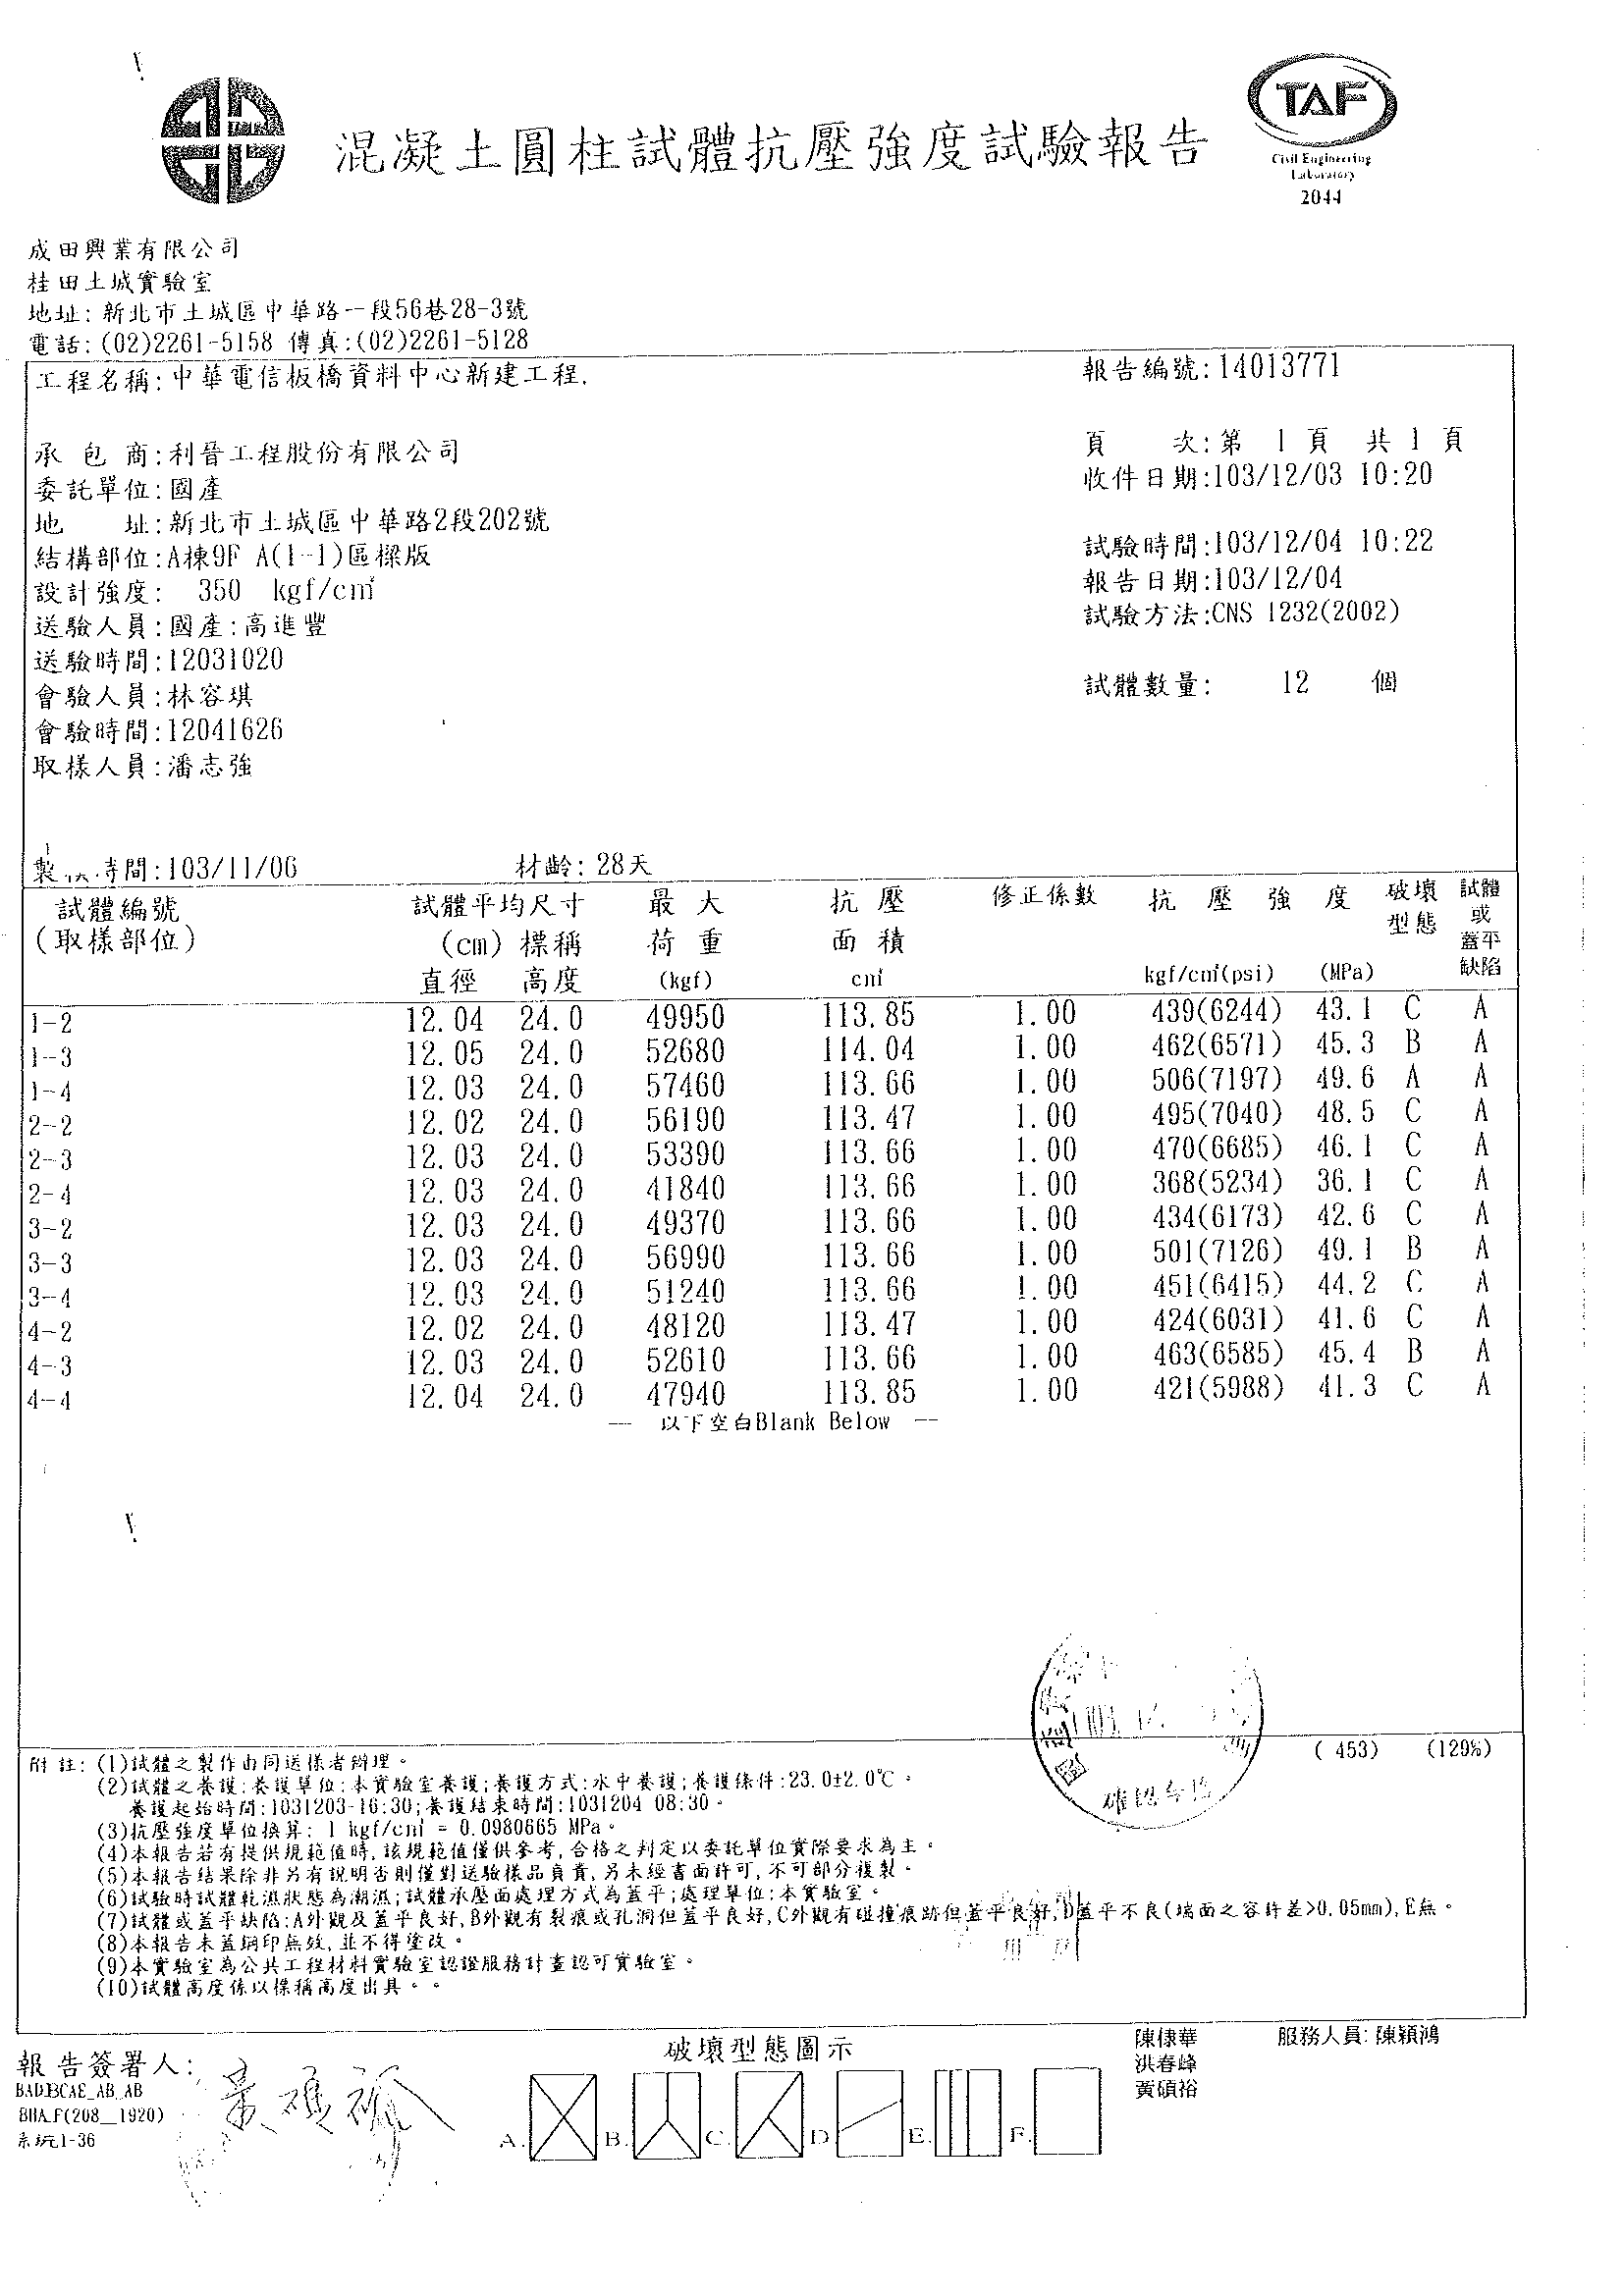 TAF
Civil Engineering
Laboratory
2044
混凝土圓柱試體抗壓強度試驗報告
成田興業有限公司
桂田土城實驗室
地址:新北市土城區中華路一段56巷28-3號
電話:(02)2261-5158 傳真:(02)2261-5128
工程名稱:中華電信板橋資料中心新建工程.
報告編號:14013771
承 包 商:利晉工程股份有限公司
頁 次:第 1 頁 共 1 頁
委託單位:國產
收件日期:103/12/03 10:20
地 址:新北市土城區中華路2段202號
試驗時間:103/12/04 10:22
結構部位:A棟9F A(1-1)區樑版
報告日期:103/12/04
設計強度: 350 kgf/c㎡
試驗方法:CNS 1232(2002)
送驗人員:國產:高進豐
送驗時間:12031020
試體數量: 12 個
會驗人員:林容琪
會驗時間:12041626
取樣人員:潘志強
時間:103/11/06 材齡: 28天
試體編號 試體平均尺寸 最 大 抗 壓 修正係數 抗 壓 強 度 破壞 試體
(取樣部位) (cm) 標稱 荷 重 面 積 型態 或
蓋平
直徑 高度 (kgf) c㎡ kgf/c㎡(psi) (MPa) 缺陷
1-2 12.04 24.0 49950 113.85 1.00 439(6244) 43.1 C A
1-3 12.05 24.0 52680 114.04 1.00 462(6571) 45.3 B A
1-4 12.03 24.0 57460 113.66 1.00 506(7197) 49.6 A A
2-2 12.02 24.0 56190 113.47 1.00 495(7040) 48.5 C A
2-3 12.03 24.0 53390 113.66 1.00 470(6685) 46.1 C A
2-4 12.03 24.0 41840 113.66 1.00 368(5234) 36.1 C A
3-2 12.03 24.0 49370 113.66 1.00 434(6173) 42.6 C A
3-3 12.03 24.0 56990 113.66 1.00 501(7126) 49.1 B A
3-4 12.03 24.0 51240 113.66 1.00 451(6415) 44.2 C A
4-2 12.02 24.0 48120 113.47 1.00 424(6031) 41.6 C A
4-3 12.03 24.0 52610 113.66 1.00 463(6585) 45.4 B A
4-4 12.04 24.0 47940 113.85 1.00 421(5988) 41.3 C A
— 以下空白Blank Below —
(453) (129%)
確認
附註:(1)試體之製作由同送樣者辦理。
(2)試體之養護:養護單位:本實驗室養護;養護方式:水中養護;養護條件:23.0±2.0℃。
養護起始時間:1031203-16:30;養護結束時間:1031204 08:30。
(3)抗壓強度單位換算: 1 kgf/c㎡ = 0.0980665 MPa。
(4)本報告若有提供規範值時,該規範值僅供參考,合格之判定以委託單位實際要求為主。
(5)本報告結果除非另有說明否則僅對送驗樣品負責,另未經書面許可,不可部分複製。
(6)試驗時試體乾濕狀態為潮濕;試體承壓面處理方式為蓋平;處理單位:本實驗室。
(7)試體或蓋平缺陷:A外觀及蓋平良好,B外觀有裂痕或孔洞但蓋平良好,C外觀有碰撞痕跡但蓋平良好,D蓋平不良(端面之容許差>0.05mm),E無。
(8)本報告未蓋鋼印無效,並不得塗改。
(9)本實驗室為公共工程材料實驗室認證服務計畫認可實驗室。
(10)試體高度係以標稱高度出具。。
報告簽署人: 黃碩裕
破壞型態圖示
陳棣華
洪春峰
黃碩裕
服務人員:陳穎鴻
BADBCAE_AB_AB
BHA.F(208__1920)
系統1-36
A. B. C. D E. F.